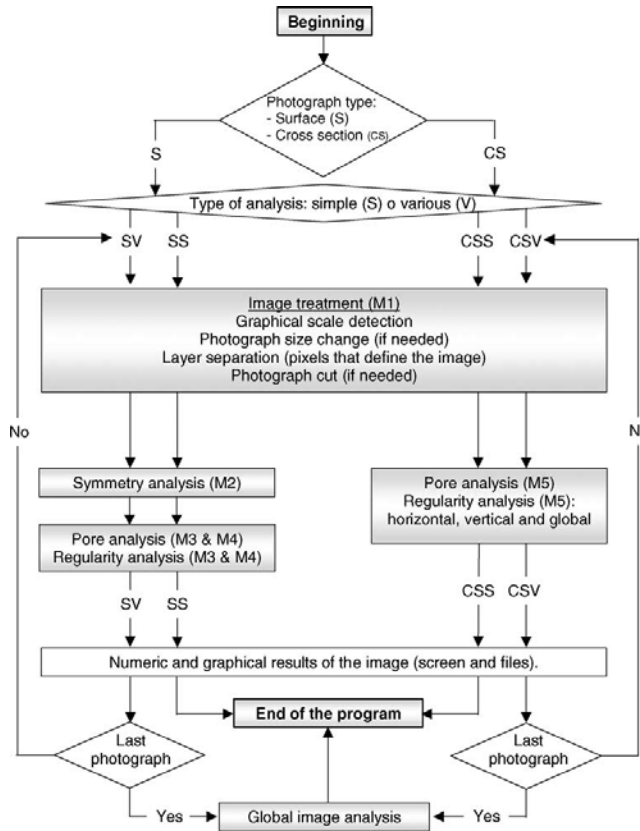 Beginning
Photograph type:
- Surface (S)
- Cross section (CS)
S
CS
Type of analysis: simple (S) o various (V)
SV
SS
CSS
CSV
Image treatment (M1)
Graphical scale detection
Photograph size change (if needed)
Layer separation (pixels that define the image)
Photograph cut (if needed)
No
N
Symmetry analysis (M2)
Pore analysis (M5)
Regularity analysis (M5):
horizontal, vertical and global
Pore analysis (M3 & M4)
Regularity analysis (M3 & M4)
SV
SS
CSS
CSV
Numeric and graphical results of the image (screen and files).
End of the program
Last
photograph
Last
photograph
Yes
Global image analysis
Yes